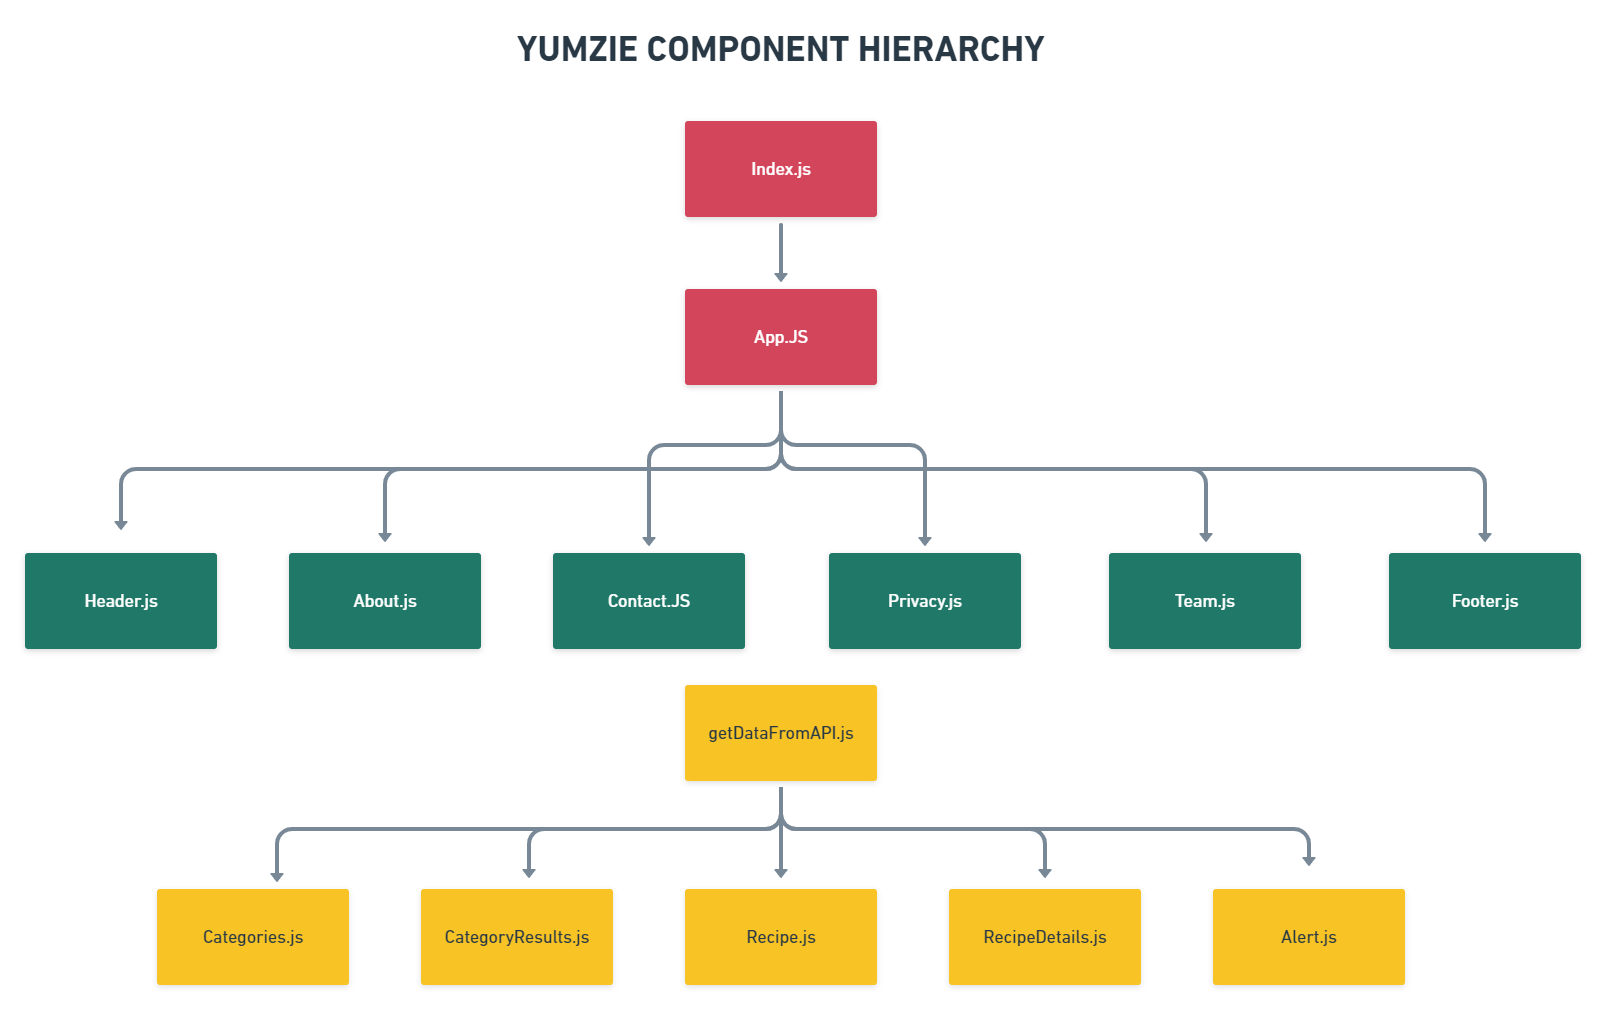 YUMZIE COMPONENT HIERARCHY
Index.js
App.JS
Header.js
About.js
Contact.JS
Privacy.js
Team.js
Footer.js
getDataFromAPI.js
Categories.js
CategoryResults.js
Recipe.js
RecipeDetails.js
Alert.js